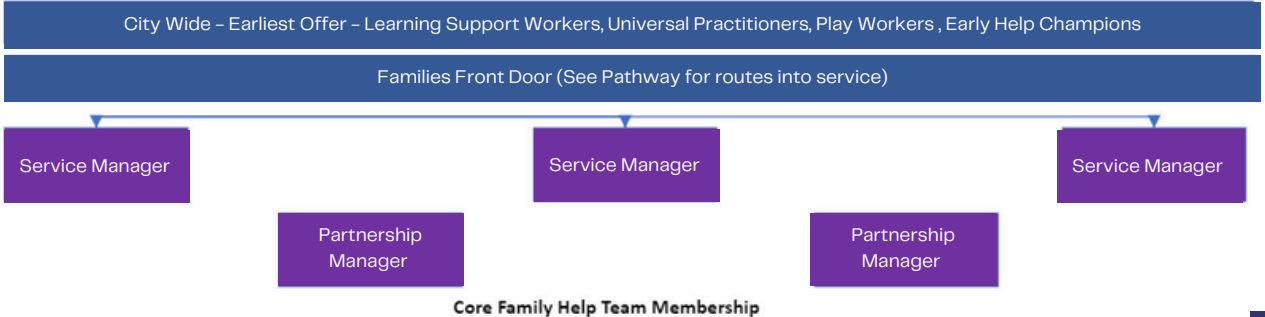 City Wide – Earliest Offer – Learning Support Workers, Universal Practitioners, Play Workers , Early Help Champions
Families Front Door (See Pathway for routes into service)
Service Manager
Service Manager
Service Manager
Partnership
Manager
Partnership
Manager
Core Family Help Team Membership